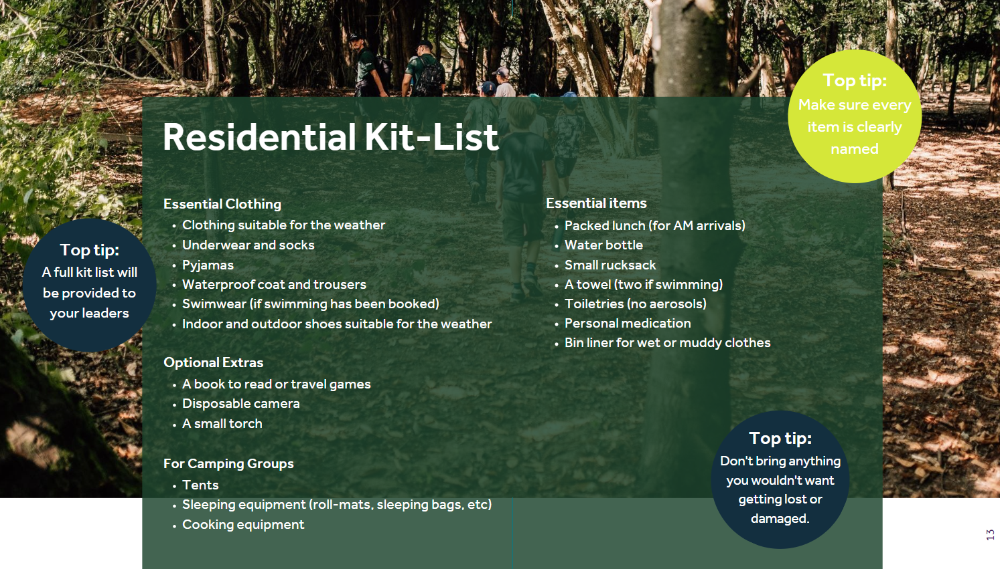 Residential Kit-List
Essential Clothing
• Clothing suitable for the weather
• Underwear and socks
• Pyjamas
• Waterproof coat and trousers
• Swimwear (if swimming has been booked)
• Indoor and outdoor shoes suitable for the weather
Optional Extras
• A book to read or travel games
• Disposable camera
• A small torch
For Camping Groups
• Tents
• Sleeping equipment (roll-mats, sleeping bags, etc)
• Cooking equipment
Essential items
• Packed lunch (for AM arrivals)
• Water bottle
• Small rucksack
• A towel (two if swimming)
• Toiletries (no aerosols)
• Personal medication
• Bin liner for wet or muddy clothes
Top tip:
A full kit list will
be provided to
your leaders
Top tip:
Make sure every
item is clearly
named
Top tip:
Don't bring anything
you wouldn't want
getting lost or
damaged.
13